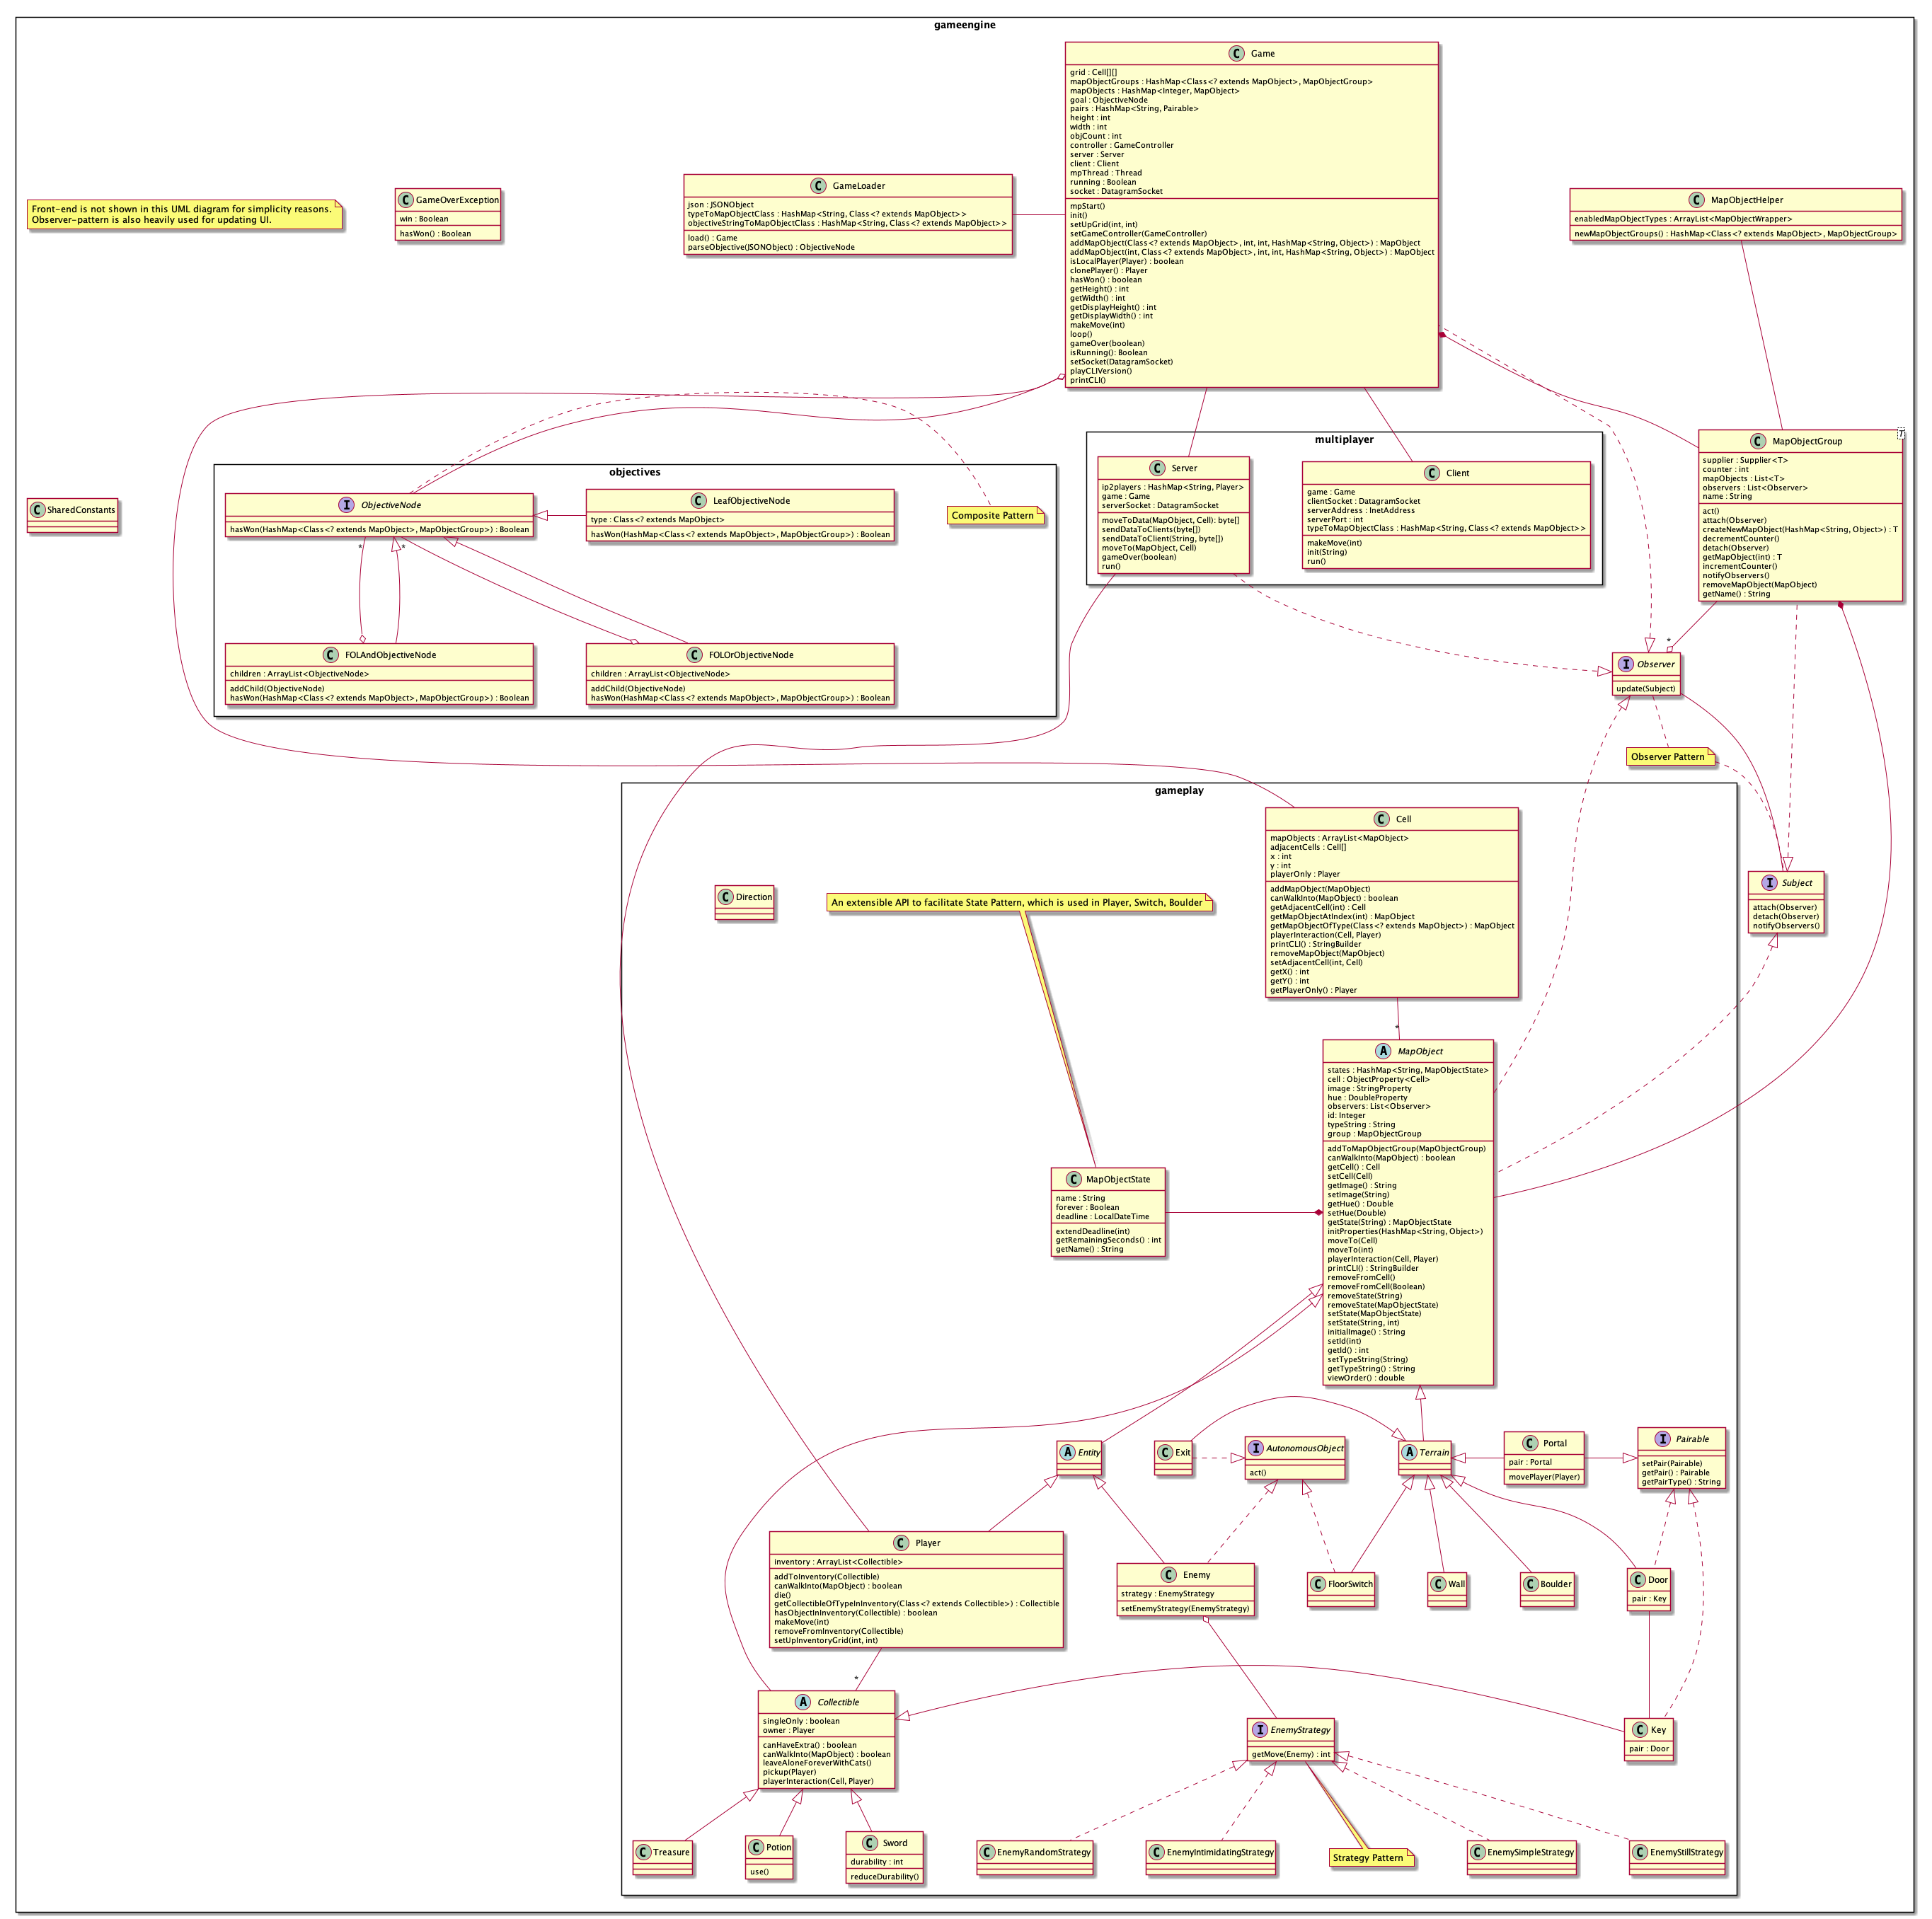 gameengine
Game
grid : Cell[][]
mapObjectGroups : HashMap<Class<? extends MapObject>, MapObjectGroup>
mapObjects : HashMap<Integer, MapObject>
goal : ObjectiveNode
pairs : HashMap<String, Pairable>
height : int
width : int
objCount : int
controller : GameController
server : Server
client : Client
mpThread : Thread
running : Boolean
socket : DatagramSocket
mpStart()
init()
setUpGrid(int, int)
setGameController(GameController)
addMapObject(Class<? extends MapObject>, int, int, HashMap<String, Object>) : MapObject
addMapObject(int, Class<? extends MapObject>, int, int, HashMap<String, Object>) : MapObject
isLocalPlayer(Player) : boolean
clonePlayer() : Player
hasWon() : boolean
getHeight() : int
getWidth() : int
getDisplayHeight() : int
getDisplayWidth() : int
makeMove(int)
loop()
gameOver(boolean)
isRunning(): Boolean
setSocket(DatagramSocket)
playCLIVersion()
printCLI()
GameLoader
json : JSONObject
typeToMapObjectClass : HashMap<String, Class<? extends MapObject>>
objectiveStringToMapObjectClass : HashMap<String, Class<? extends MapObject>>
load() : Game
parseObjective(JSONObject) : ObjectiveNode
Front-end is not shown in this UML diagram for simplicity reasons.
Observer-pattern is also heavily used for updating UI.
GameOverException
win : Boolean
hasWon() : Boolean
MapObjectHelper
enabledMapObjectTypes : ArrayList<MapObjectWrapper>
newMapObjectGroups() : HashMap<Class<? extends MapObject>, MapObjectGroup>
SharedConstants
objectives
ObjectiveNode
hasWon(HashMap<Class<? extends MapObject>, MapObjectGroup>) : Boolean
LeafObjectiveNode
type : Class<? extends MapObject>
hasWon(HashMap<Class<? extends MapObject>, MapObjectGroup>) : Boolean
Composite Pattern
*
*
FOLAndObjectiveNode
children : ArrayList<ObjectiveNode>
addChild(ObjectiveNode)
hasWon(HashMap<Class<? extends MapObject>, MapObjectGroup>) : Boolean
FOLOrObjectiveNode
children : ArrayList<ObjectiveNode>
addChild(ObjectiveNode)
hasWon(HashMap<Class<? extends MapObject>, MapObjectGroup>) : Boolean
multiplayer
Server
ip2players : HashMap<String, Player>
game : Game
serverSocket : DatagramSocket
moveToData(MapObject, Cell): byte[]
sendDataToClients(byte[])
sendDataToClient(String, byte[])
moveTo(MapObject, Cell)
gameOver(boolean)
run()
Client
game : Game
clientSocket : DatagramSocket
serverAddress : InetAddress
serverPort : int
typeToMapObjectClass : HashMap<String, Class<? extends MapObject>>
makeMove(int)
init(String)
run()
MapObjectGroup
T
supplier : Supplier<T>
counter : int
mapObjects : List<T>
observers : List<Observer>
name : String
act()
attach(Observer)
createNewMapObject(HashMap<String, Object>) : T
decrementCounter()
detach(Observer)
getMapObject(int) : T
incrementCounter()
notifyObservers()
removeMapObject(MapObject)
getName() : String
*
Observer
update(Subject)
Observer Pattern
Subject
attach(Observer)
detach(Observer)
notifyObservers()
gameplay
Cell
mapObjects : ArrayList<MapObject>
adjacentCells : Cell[]
x : int
y : int
playerOnly : Player
addMapObject(MapObject)
canWalkInto(MapObject) : boolean
getAdjacentCell(int) : Cell
getMapObjectAtIndex(int) : MapObject
getMapObjectOfType(Class<? extends MapObject>) : MapObject
playerInteraction(Cell, Player)
printCLI() : StringBuilder
removeMapObject(MapObject)
setAdjacentCell(int, Cell)
getX() : int
getY() : int
getPlayerOnly() : Player
Direction
An extensible API to facilitate State Pattern, which is used in Player, Switch, Boulder
*
MapObject
states : HashMap<String, MapObjectState>
cell : ObjectProperty<Cell>
image : StringProperty
hue : DoubleProperty
observers: List<Observer>
id: Integer
typeString : String
group : MapObjectGroup
addToMapObjectGroup(MapObjectGroup)
canWalkInto(MapObject) : boolean
getCell() : Cell
setCell(Cell)
getImage() : String
setImage(String)
getHue() : Double
setHue(Double)
getState(String) : MapObjectState
initProperties(HashMap<String, Object>)
moveTo(Cell)
moveTo(int)
playerInteraction(Cell, Player)
printCLI() : StringBuilder
removeFromCell()
removeFromCell(Boolean)
removeState(String)
removeState(MapObjectState)
setState(MapObjectState)
setState(String, int)
initialImage() : String
setId(int)
getId() : int
setTypeString(String)
getTypeString() : String
viewOrder() : double
MapObjectState
name : String
forever : Boolean
deadline : LocalDateTime
extendDeadline(int)
getRemainingSeconds() : int
getName() : String
Entity
Exit
AutonomousObject
act()
Terrain
Portal
pair : Portal
movePlayer(Player)
Pairable
setPair(Pairable)
getPair() : Pairable
getPairType() : String
Player
inventory : ArrayList<Collectible>
addToInventory(Collectible)
canWalkInto(MapObject) : boolean
die()
getCollectibleOfTypeInInventory(Class<? extends Collectible>) : Collectible
hasObjectInInventory(Collectible) : boolean
makeMove(int)
removeFromInventory(Collectible)
setUpInventoryGrid(int, int)
Enemy
strategy : EnemyStrategy
setEnemyStrategy(EnemyStrategy)
FloorSwitch
Wall
Boulder
Door
pair : Key
*
Collectible
singleOnly : boolean
owner : Player
canHaveExtra() : boolean
canWalkInto(MapObject) : boolean
leaveAloneForeverWithCats()
pickup(Player)
playerInteraction(Cell, Player)
EnemyStrategy
getMove(Enemy) : int
Key
pair : Door
Treasure
Potion
use()
Sword
durability : int
reduceDurability()
EnemyRandomStrategy
EnemyIntimidatingStrategy
Strategy Pattern
EnemySimpleStrategy
EnemyStillStrategy